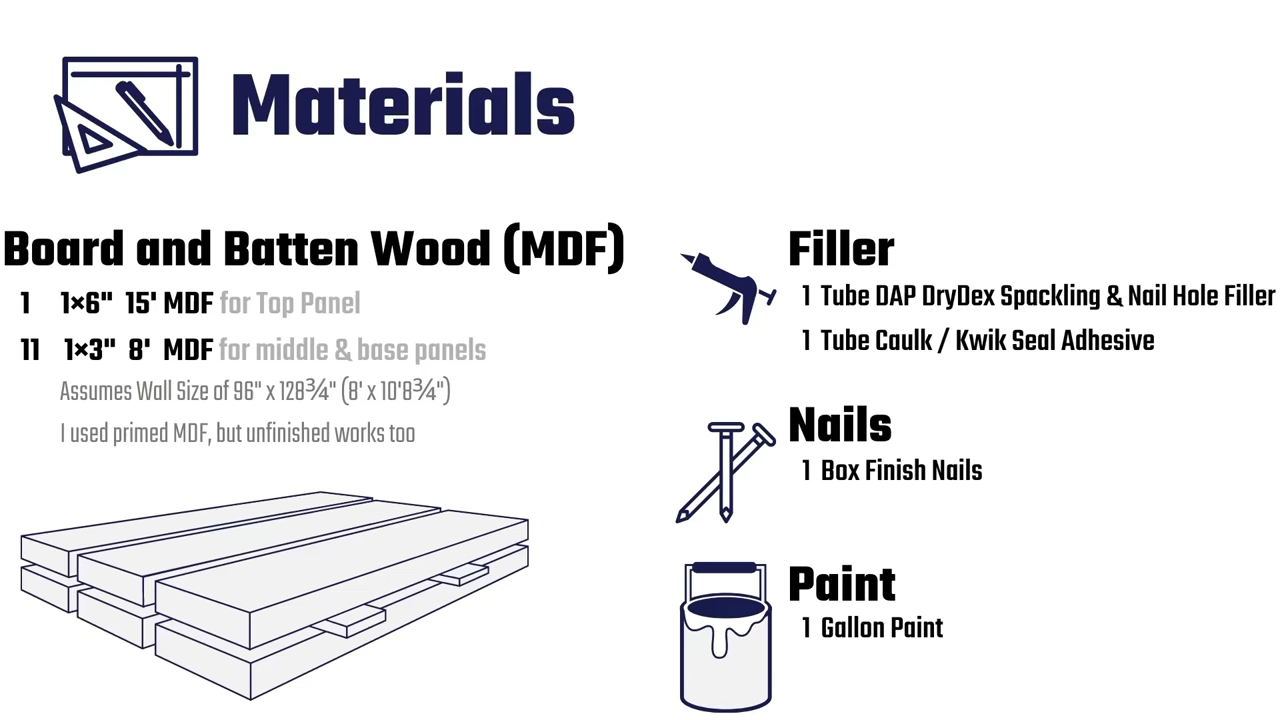 Materials
Board and Batten Wood (MDF)
1 1×6" 15' MDF for Top Panel
11 1×3" 8' MDF for middle & base panels
Assumes Wall Size of 96" x 128¾" (8' x 10'8¾")
I used primed MDF, but unfinished works too
Filler
1 Tube DAP DryDex Spackling & Nail Hole Filler
1 Tube Caulk / Kwik Seal Adhesive
Nails
1 Box Finish Nails
Paint
1 Gallon Paint